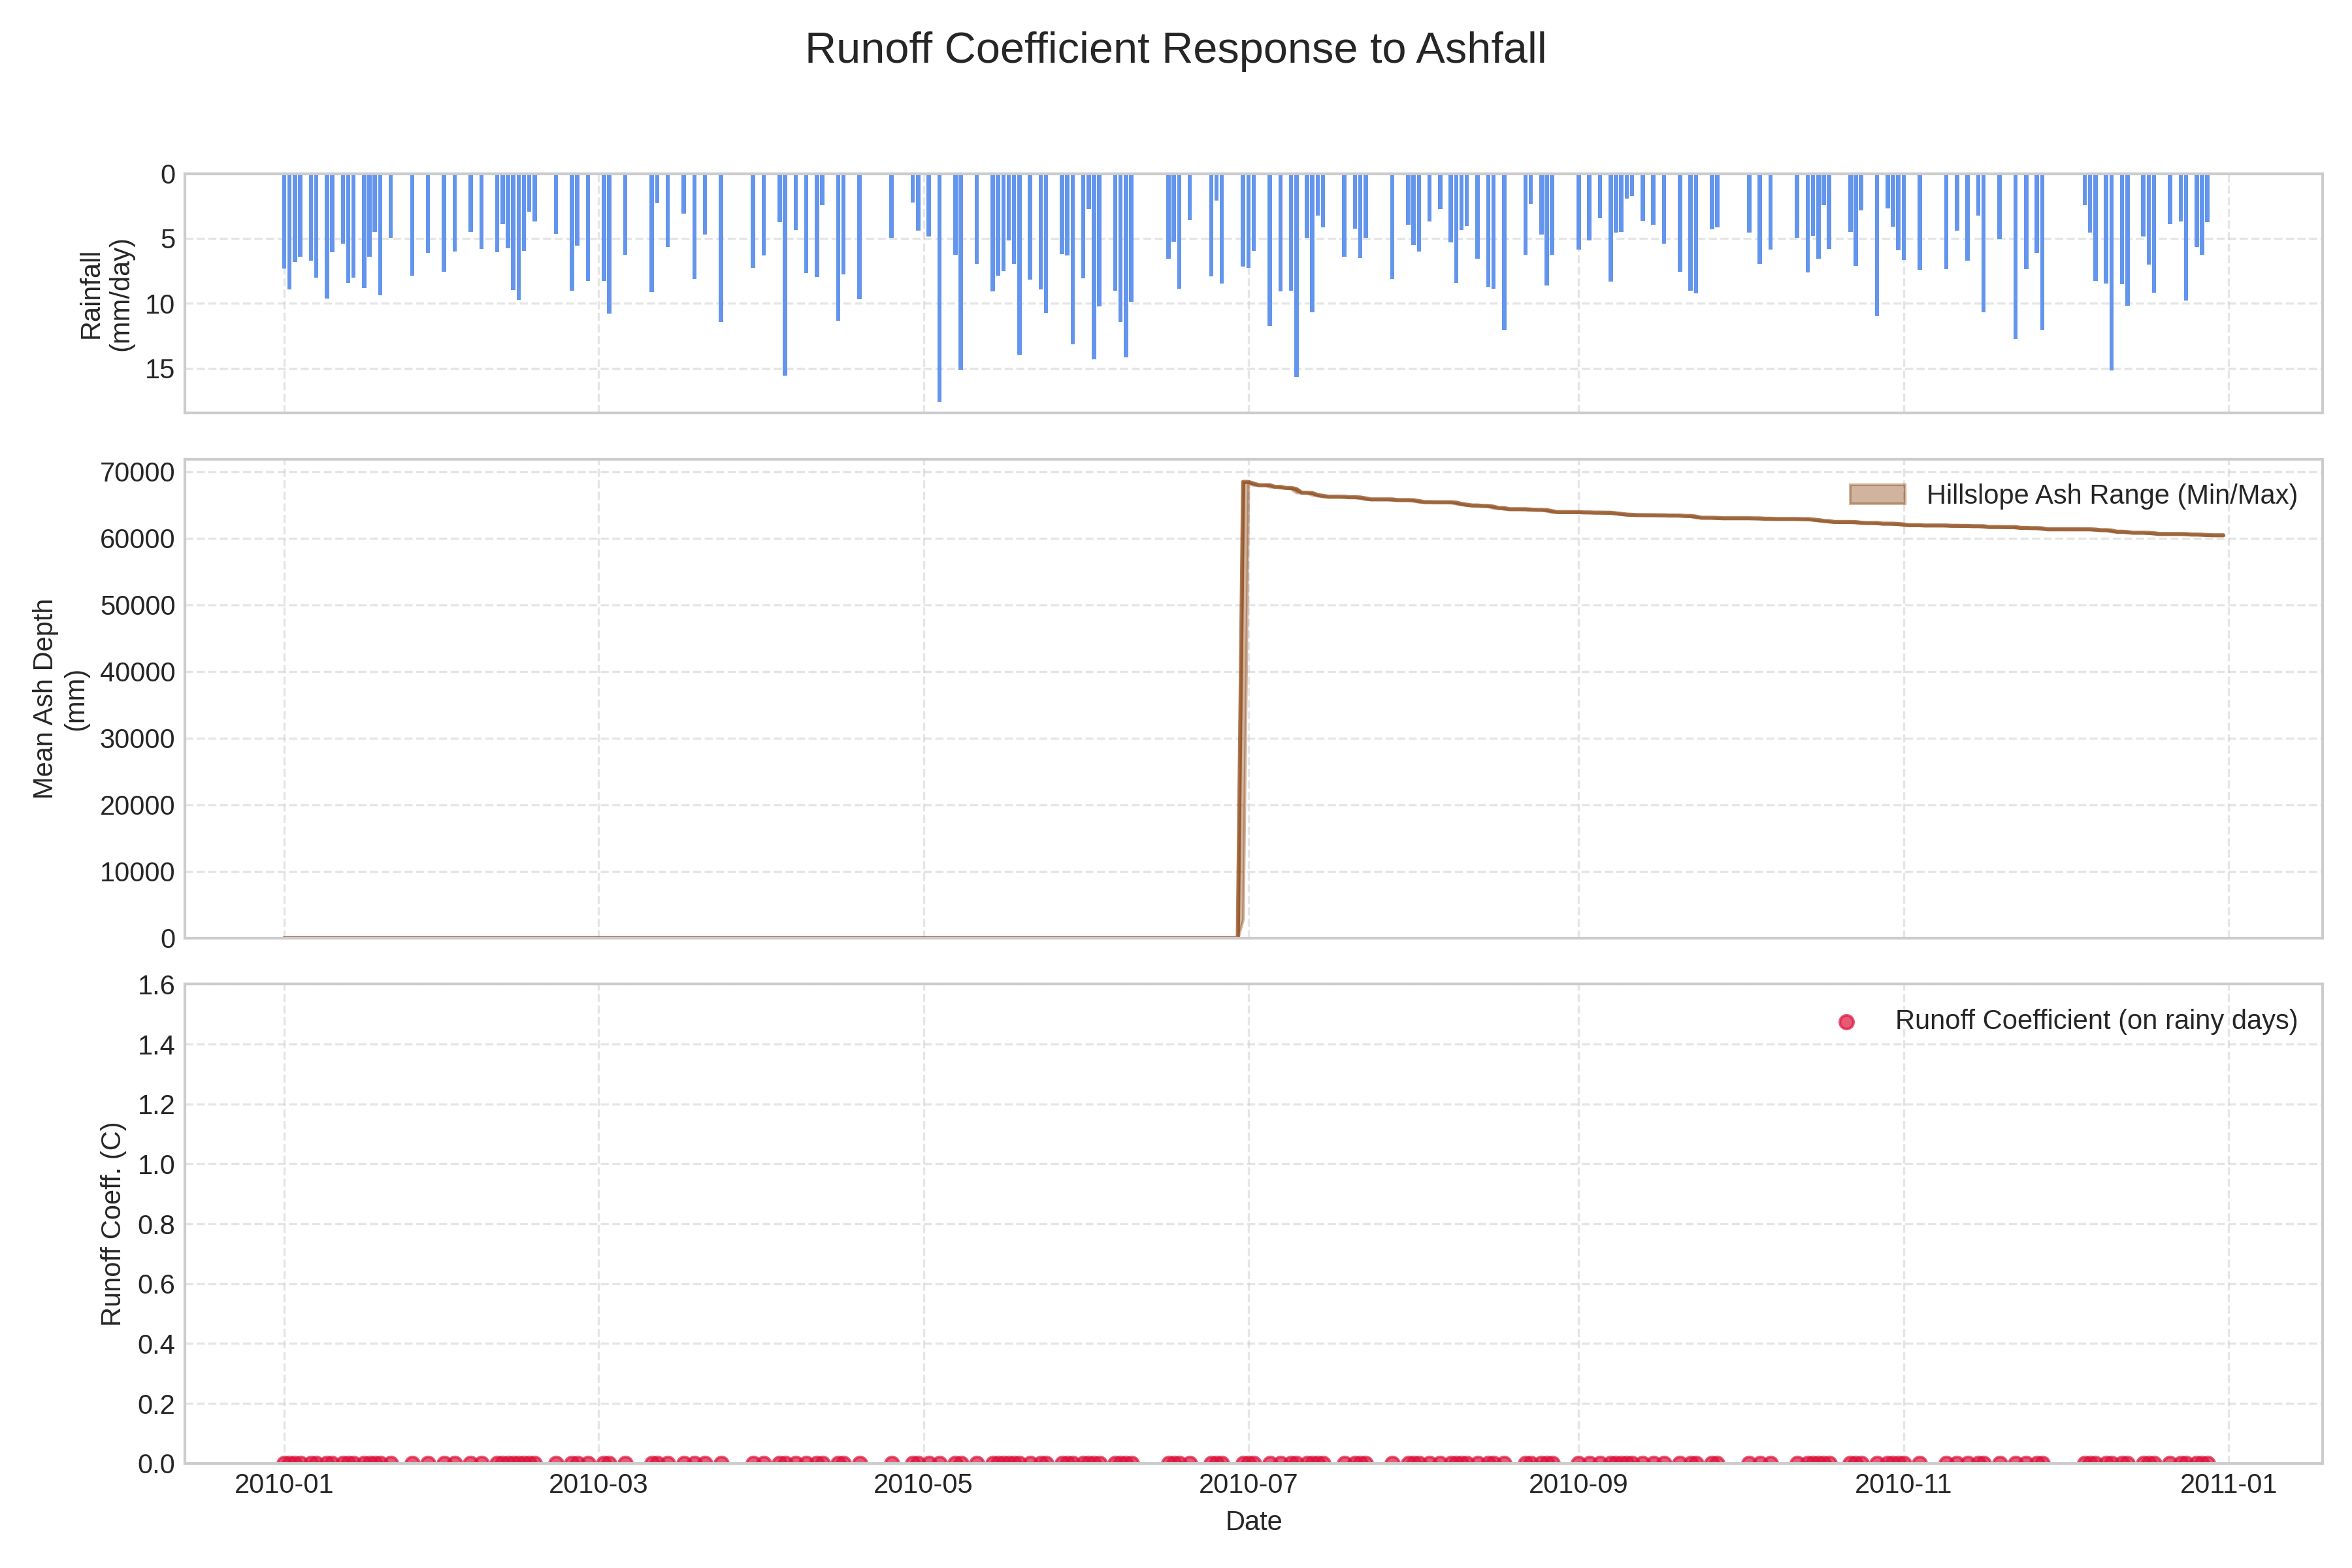 Runoff Coefficient Response to Ashfall
Rainfall
(mm/day)
0
5
10
15
Mean Ash Depth
(mm)
70000
60000
50000
40000
30000
20000
10000
0
Hillslope Ash Range (Min/Max)
Runoff Coeff. (C)
1.6
1.4
1.2
1.0
0.8
0.6
0.4
0.2
0.0
Runoff Coefficient (on rainy days)
2010-01 2010-03 2010-05 2010-07 2010-09 2010-11 2011-01
Date